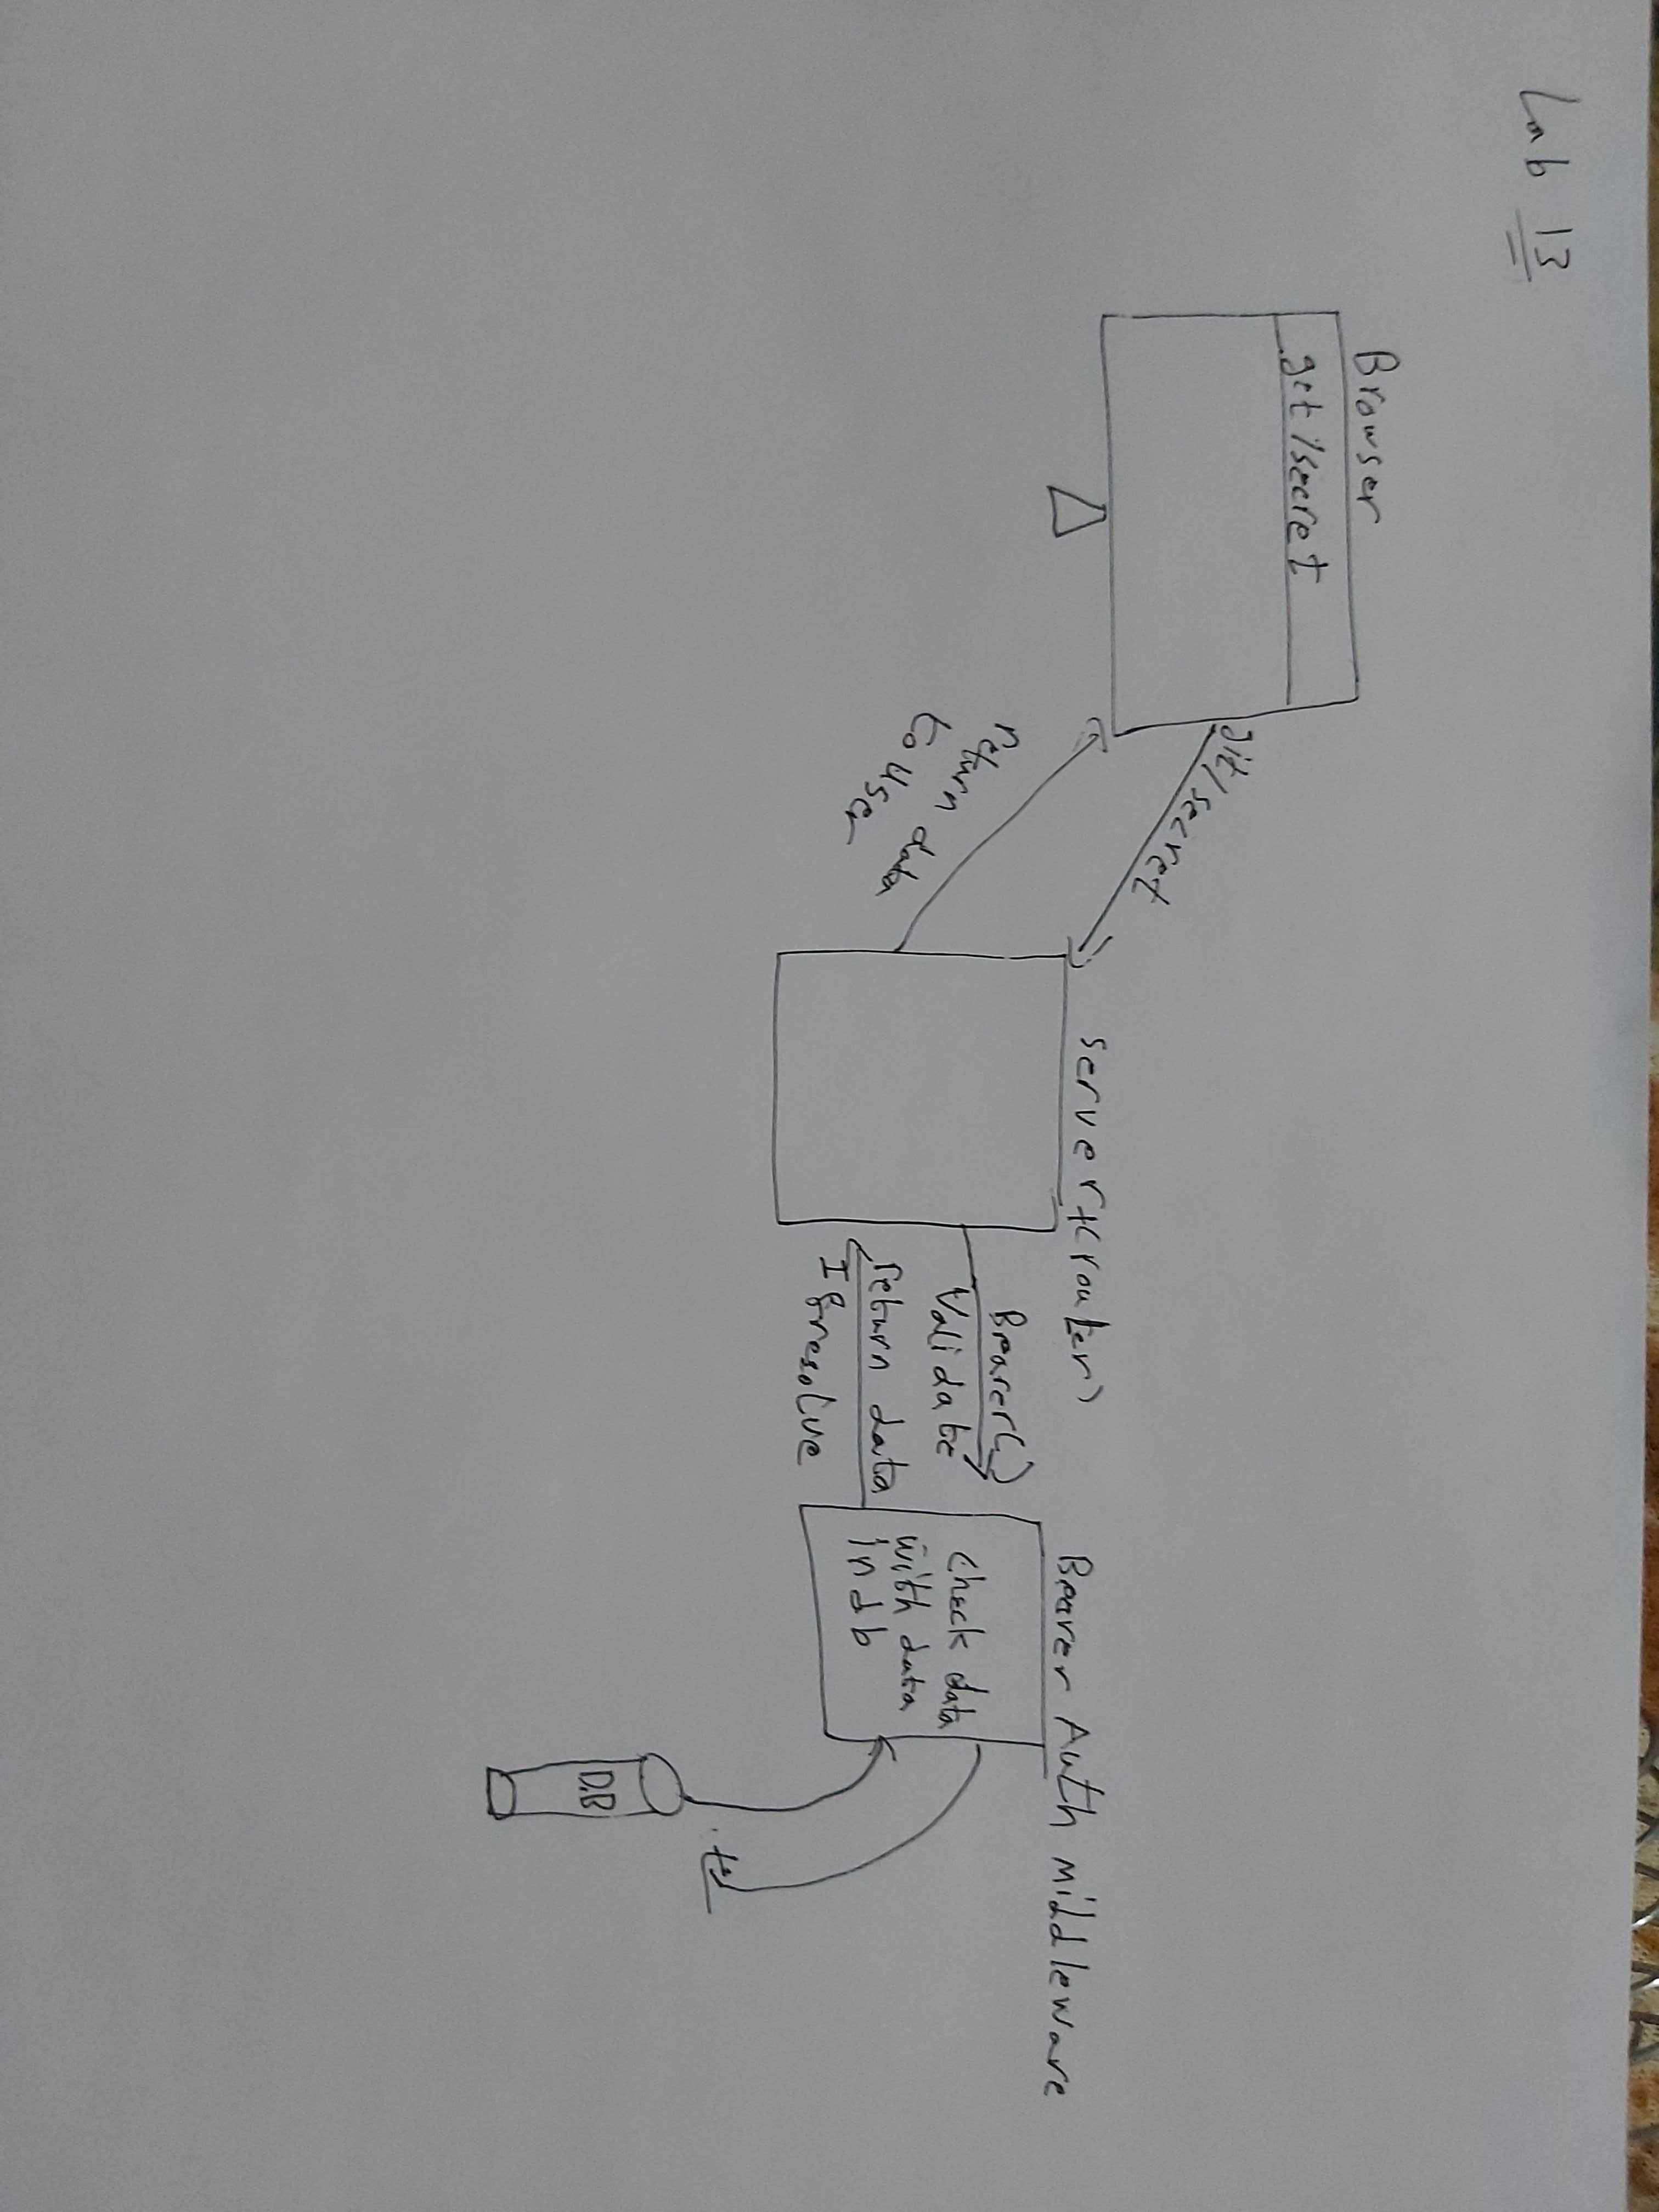 Lab 13
Browser
get /secret
git / secret
return data
to user
server+(router)
Bearer()
Validate
return data
If resolve
Bearer Auth middleware
check data
with data
in db
DB